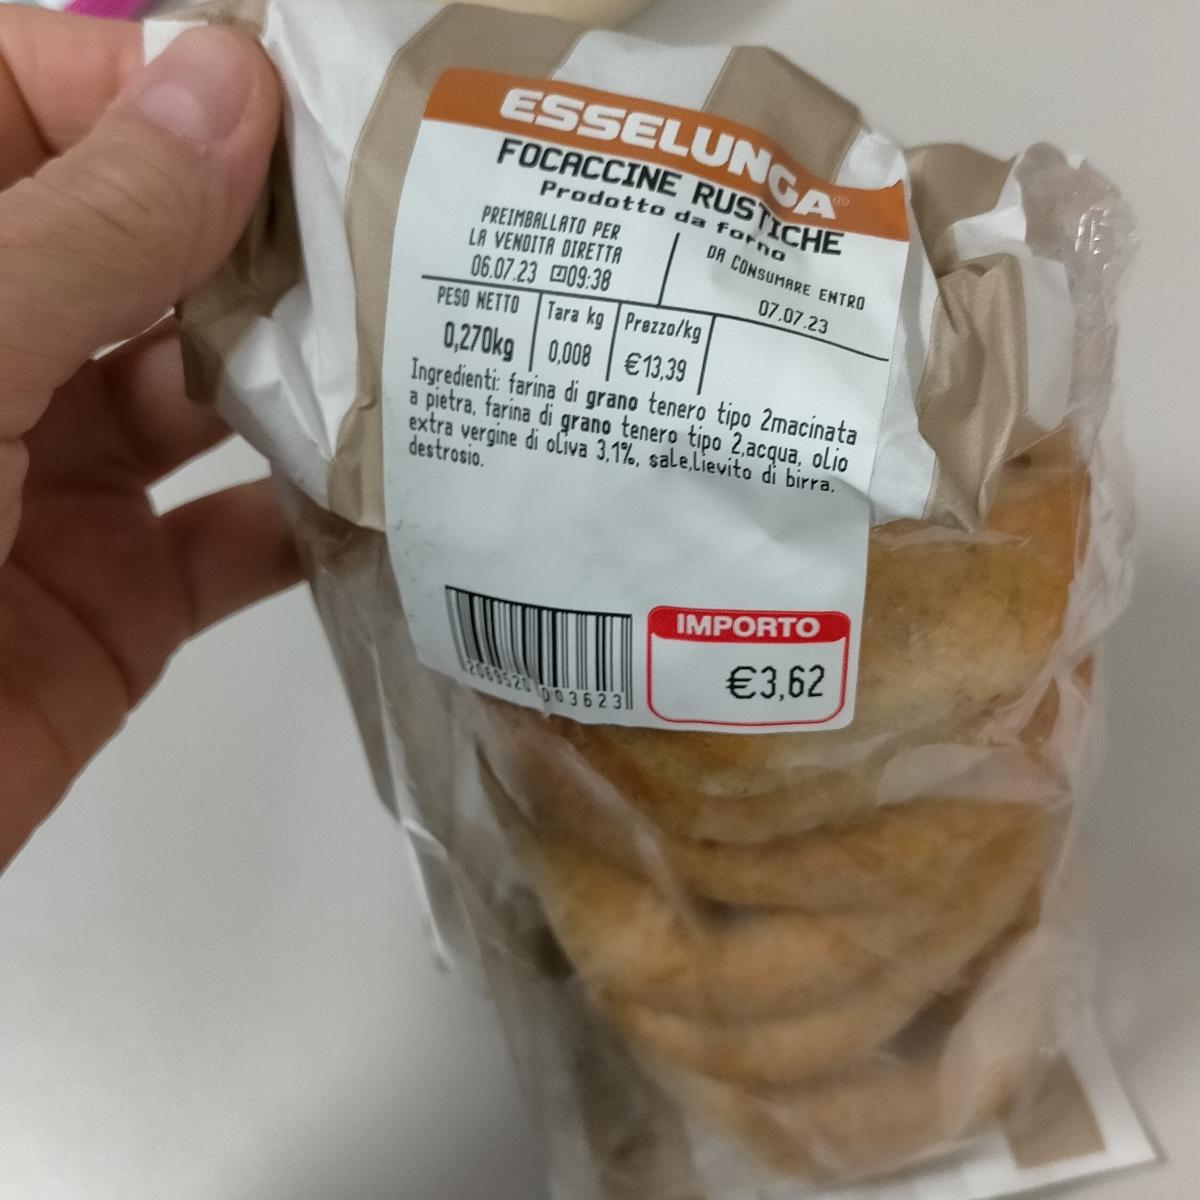 ESSELUNGA®
FOCACCINE RUSTICHE
Prodotto da forno
PREIMBALLATO PER
LA VENDITA DIRETTA
06.07.23 09:38
DA CONSUMARE ENTRO
07.07.23
PESO NETTO
0,270kg
Tara kg
0,008
Prezzo/kg
€13,39
Ingredienti: farina di grano tenero tipo 2macinata
a pietra, farina di grano tenero tipo 2,acqua, olio
extra vergine di oliva 3,1%, sale,lievito di birra,
destrosio.
2069520 003623
IMPORTO
€3,62